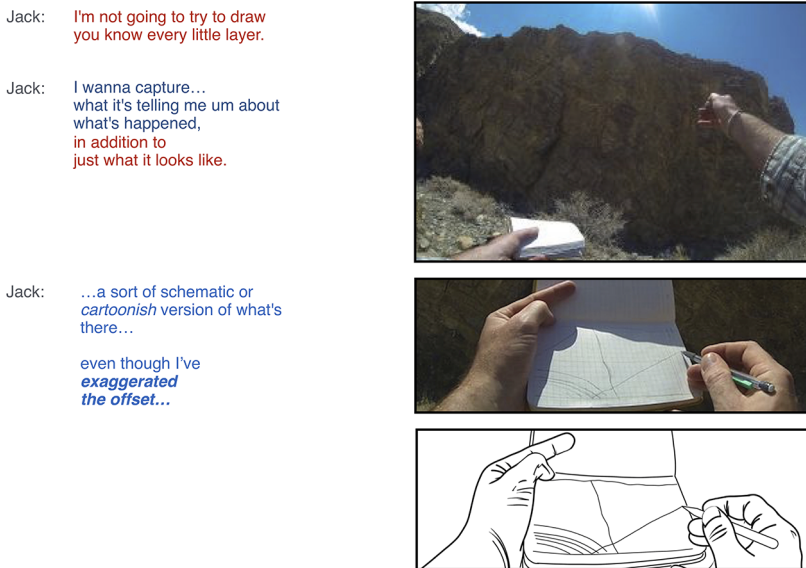 Jack: I'm not going to try to draw
you know every little layer.
Jack: I wanna capture…
what it's telling me um about
what's happened,
in addition to
just what it looks like.
Jack: …a sort of schematic or
cartoonish version of what's
there…
even though I've
exaggerated
the offset…